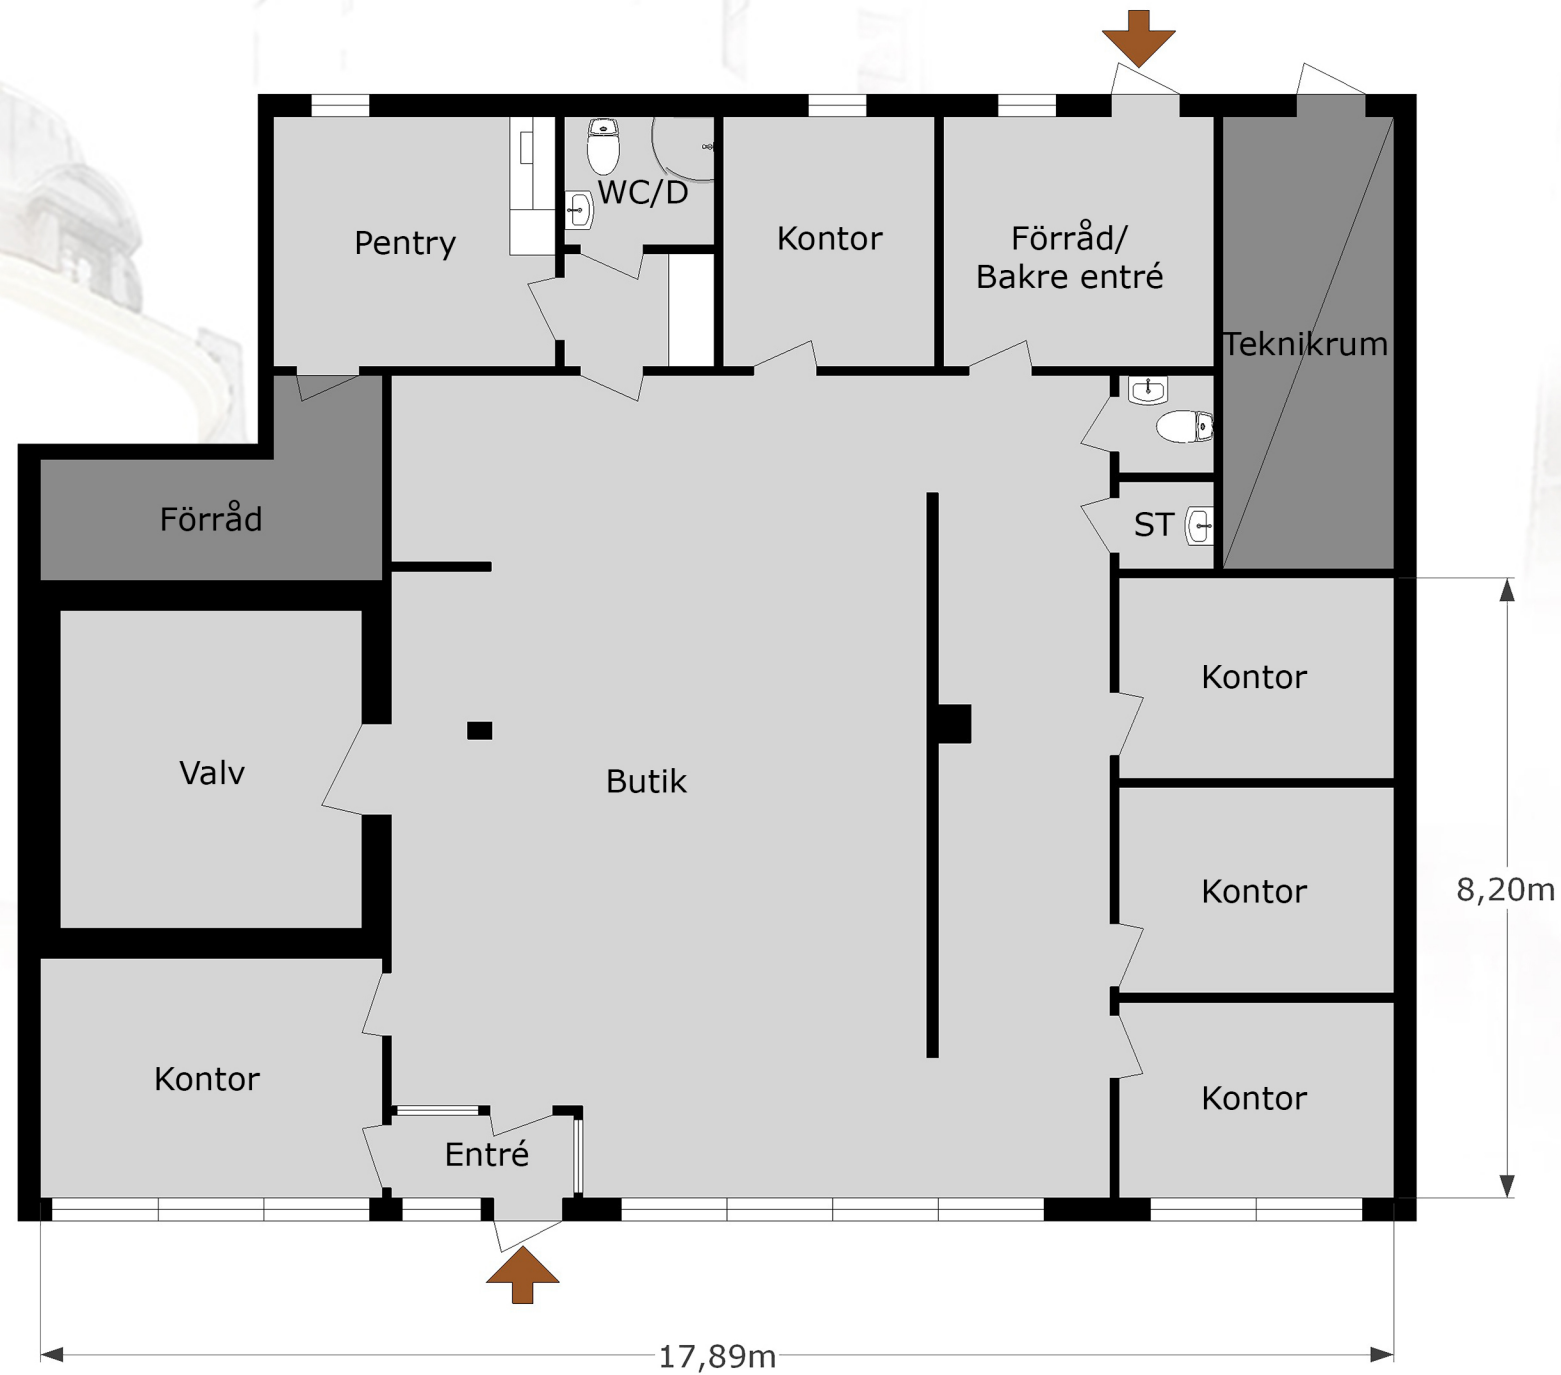 WC/D
Pentry
Kontor
Förråd/
Bakre entré
Teknikrum
Förråd
ST
Kontor
Valv
Butik
Kontor
8,20m
Kontor
Kontor
Entré
17,89m